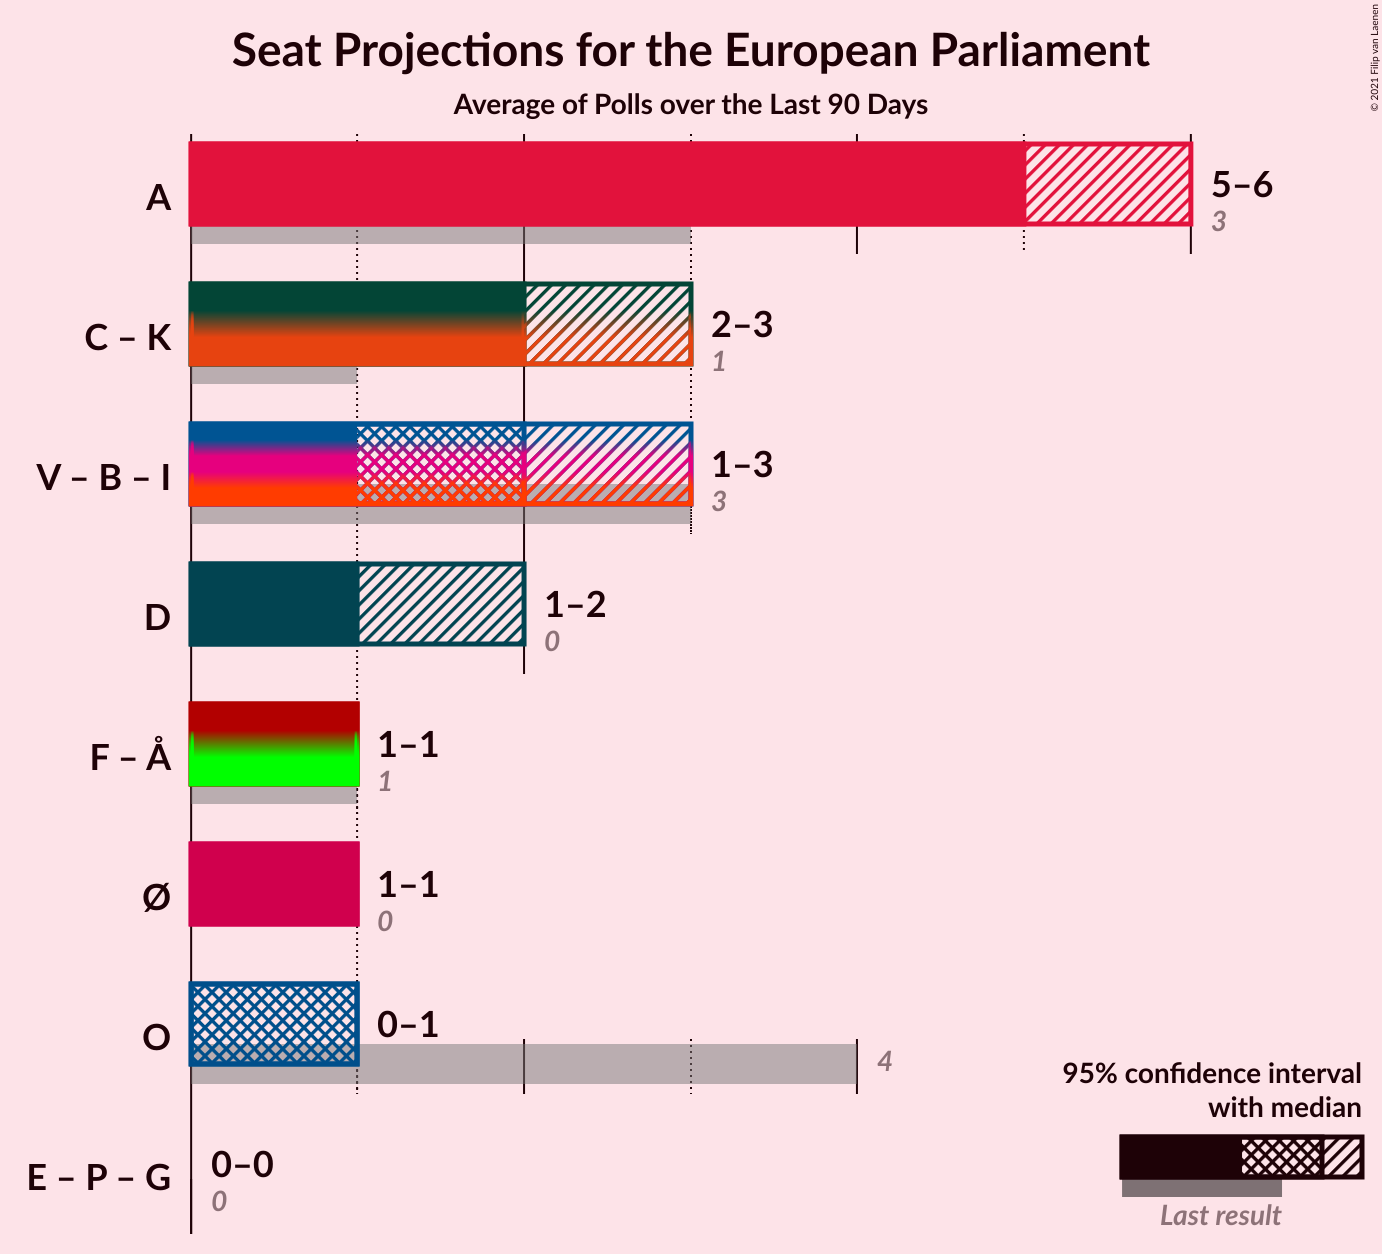 Seat Projections for the European Parliament
Average of Polls over the Last 90 Days
© 2021 Filip van Laenen
A
5–6
3
C – K
2–3
1
V – B – I
1–3
3
D
1–2
0
F – Å
1–1
1
Ø
1–1
0
O
0–1
4
E – P – G
0–0
0
95% confidence interval
with median
Last result